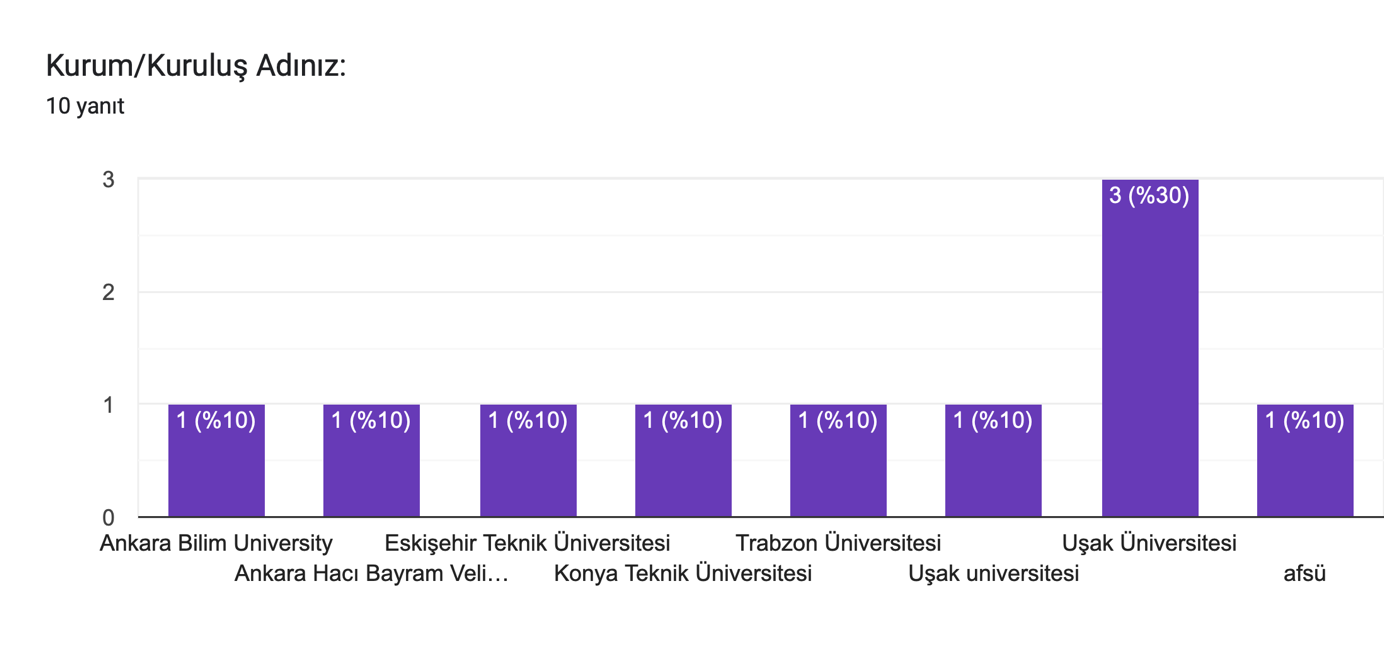 Kurum/Kuruluş Adınız:
10 yanıt
3
3 (%30)
2
1
1 (%10) 1 (%10) 1 (%10) 1 (%10) 1 (%10) 1 (%10) 1 (%10)
0
Ankara Bilim University Eskişehir Teknik Üniversitesi Trabzon Üniversitesi Uşak Üniversitesi
Ankara Hacı Bayram Veli… Konya Teknik Üniversitesi Uşak universitesi afsü